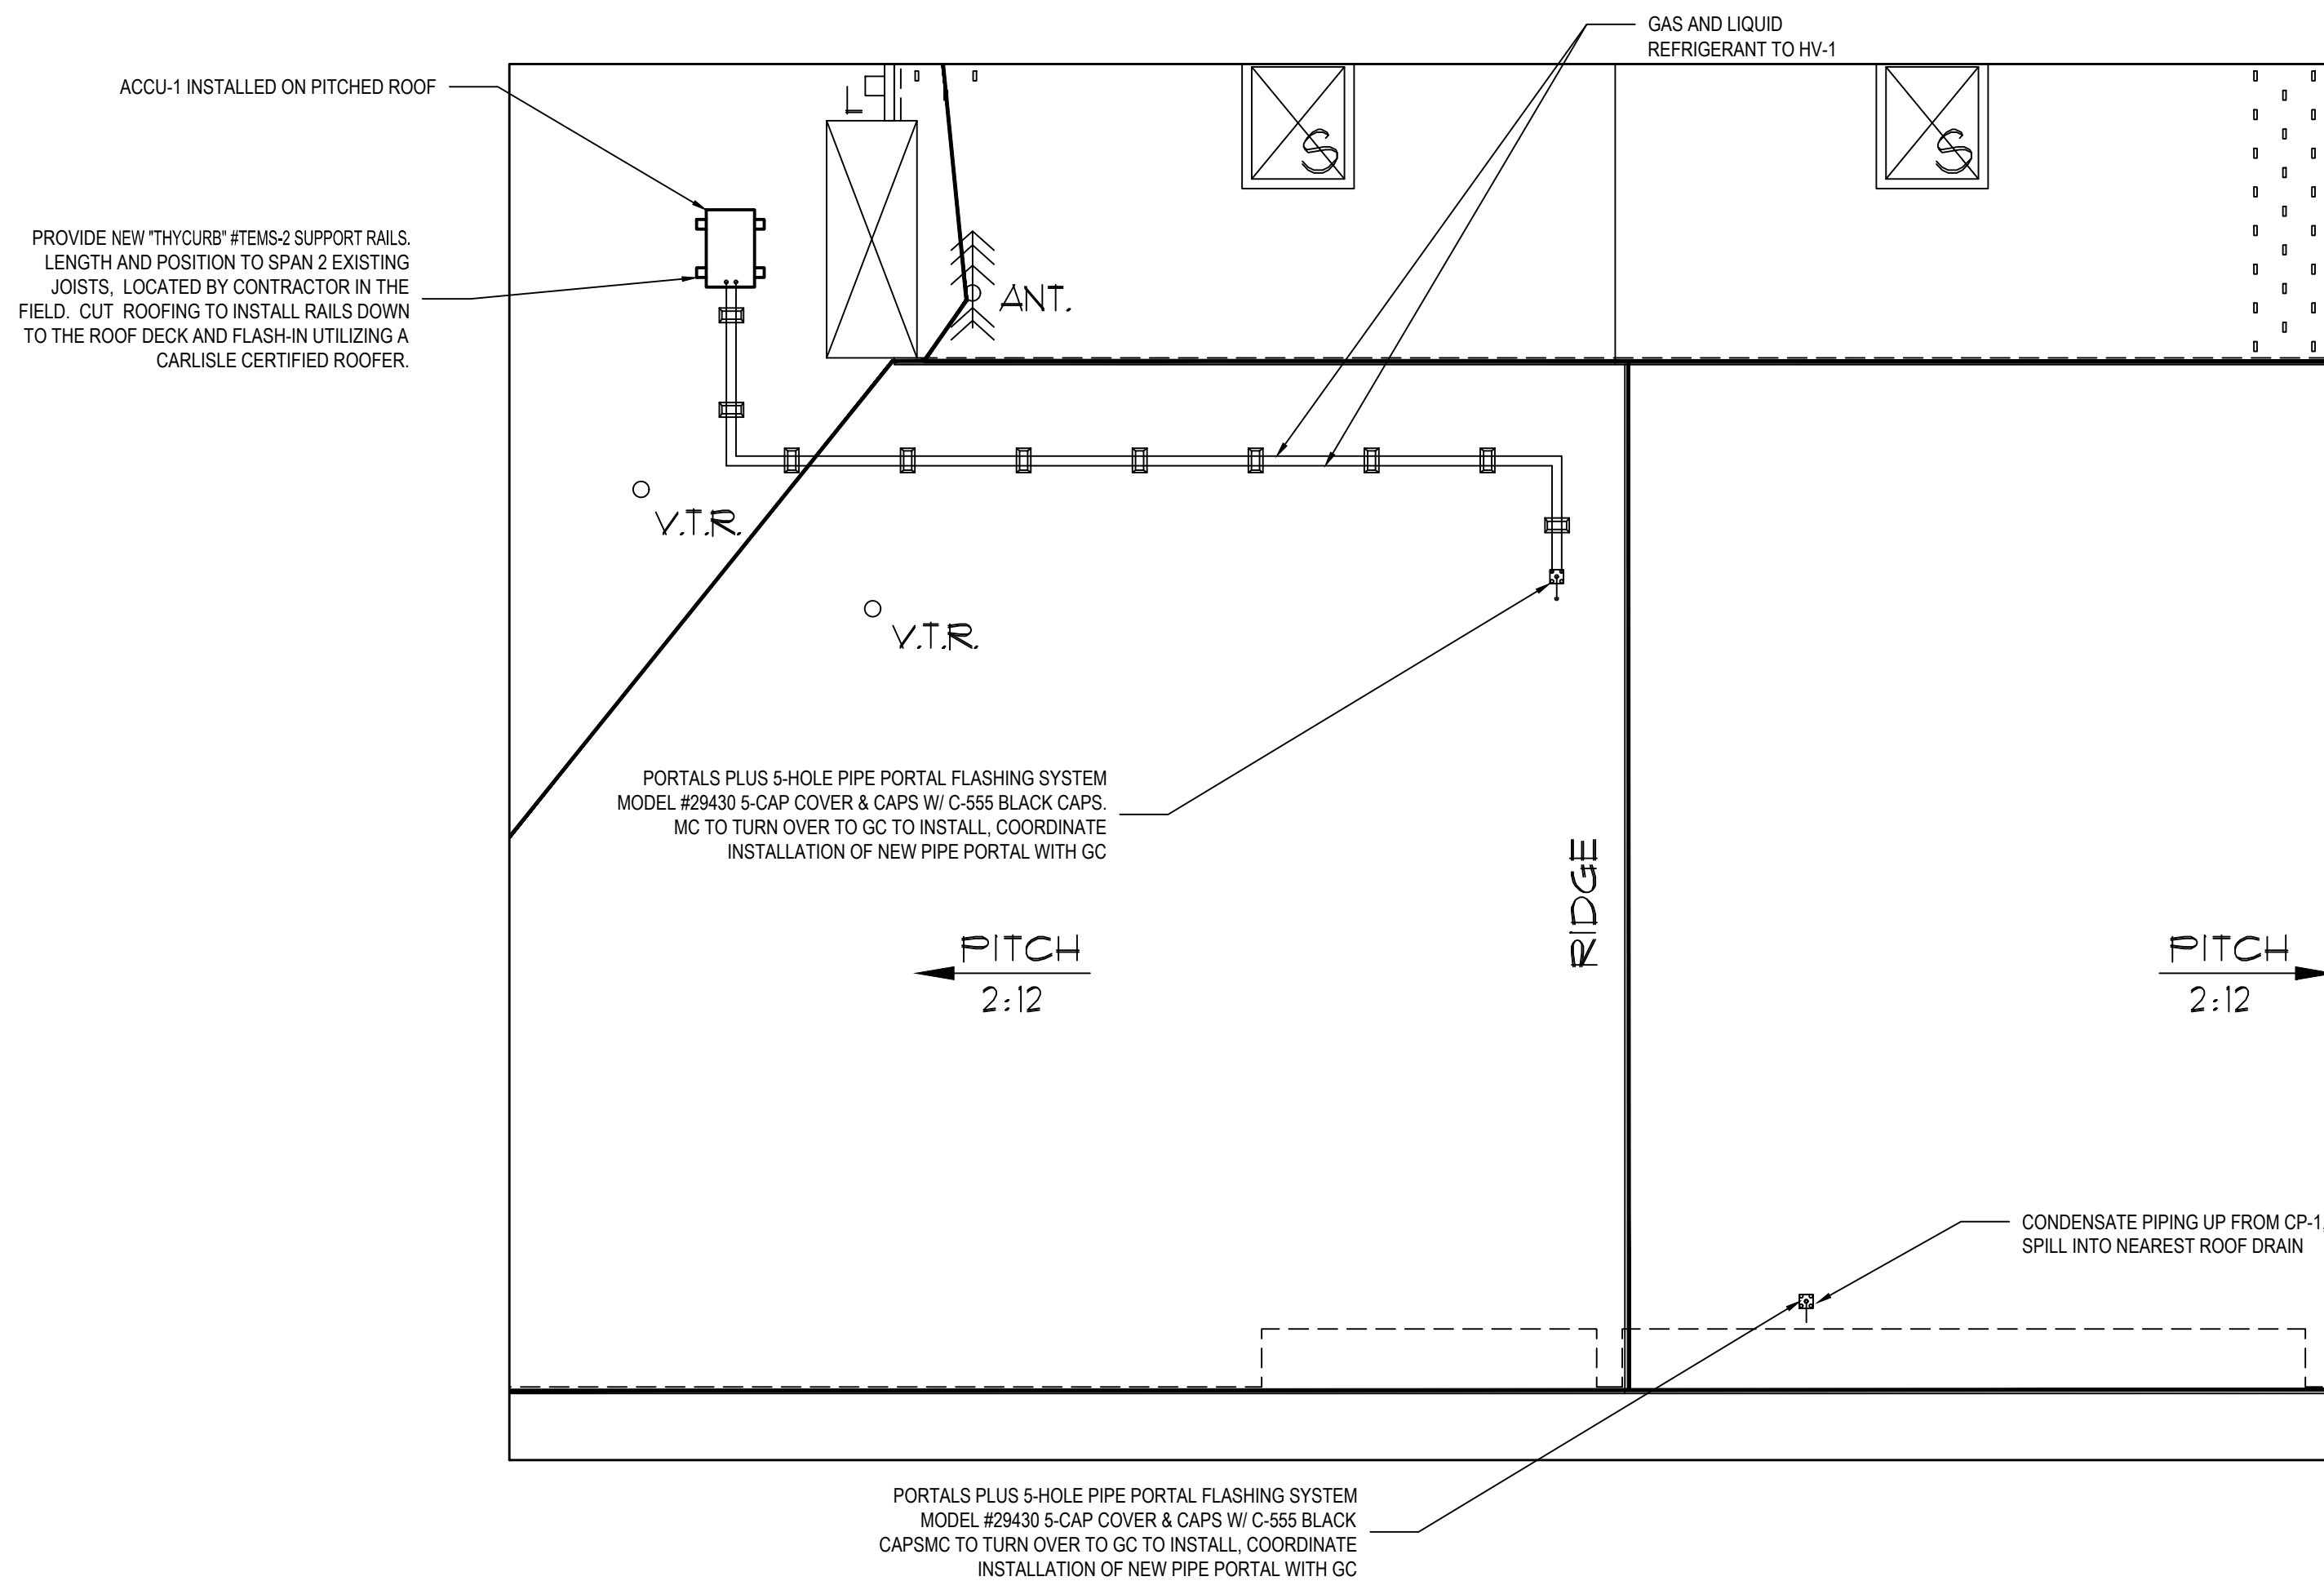 GAS AND LIQUID
REFRIGERANT TO HV-1
ACCU-1 INSTALLED ON PITCHED ROOF
S
S
PROVIDE NEW "THYCURB" #TEMS-2 SUPPORT RAILS.
LENGTH AND POSITION TO SPAN 2 EXISTING
JOISTS, LOCATED BY CONTRACTOR IN THE
FIELD. CUT ROOFING TO INSTALL RAILS DOWN
TO THE ROOF DECK AND FLASH-IN UTILIZING A
CARLISLE CERTIFIED ROOFER.
ANT.
V.T.R.
V.T.R.
PORTALS PLUS 5-HOLE PIPE PORTAL FLASHING SYSTEM
MODEL #29430 5-CAP COVER & CAPS W/ C-555 BLACK CAPS.
MC TO TURN OVER TO GC TO INSTALL, COORDINATE
INSTALLATION OF NEW PIPE PORTAL WITH GC
RIDGE
PITCH
2:12
PITCH
2:12
CONDENSATE PIPING UP FROM CP-1,
SPILL INTO NEAREST ROOF DRAIN
PORTALS PLUS 5-HOLE PIPE PORTAL FLASHING SYSTEM
MODEL #29430 5-CAP COVER & CAPS W/ C-555 BLACK
CAPSMC TO TURN OVER TO GC TO INSTALL, COORDINATE
INSTALLATION OF NEW PIPE PORTAL WITH GC